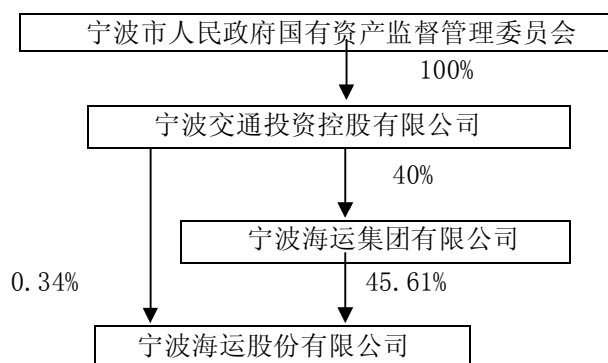 宁波市人民政府国有资产监督管理委员会
100%
宁波交通投资控股有限公司
40%
宁波海运集团有限公司
0.34%
45.61%
宁波海运股份有限公司